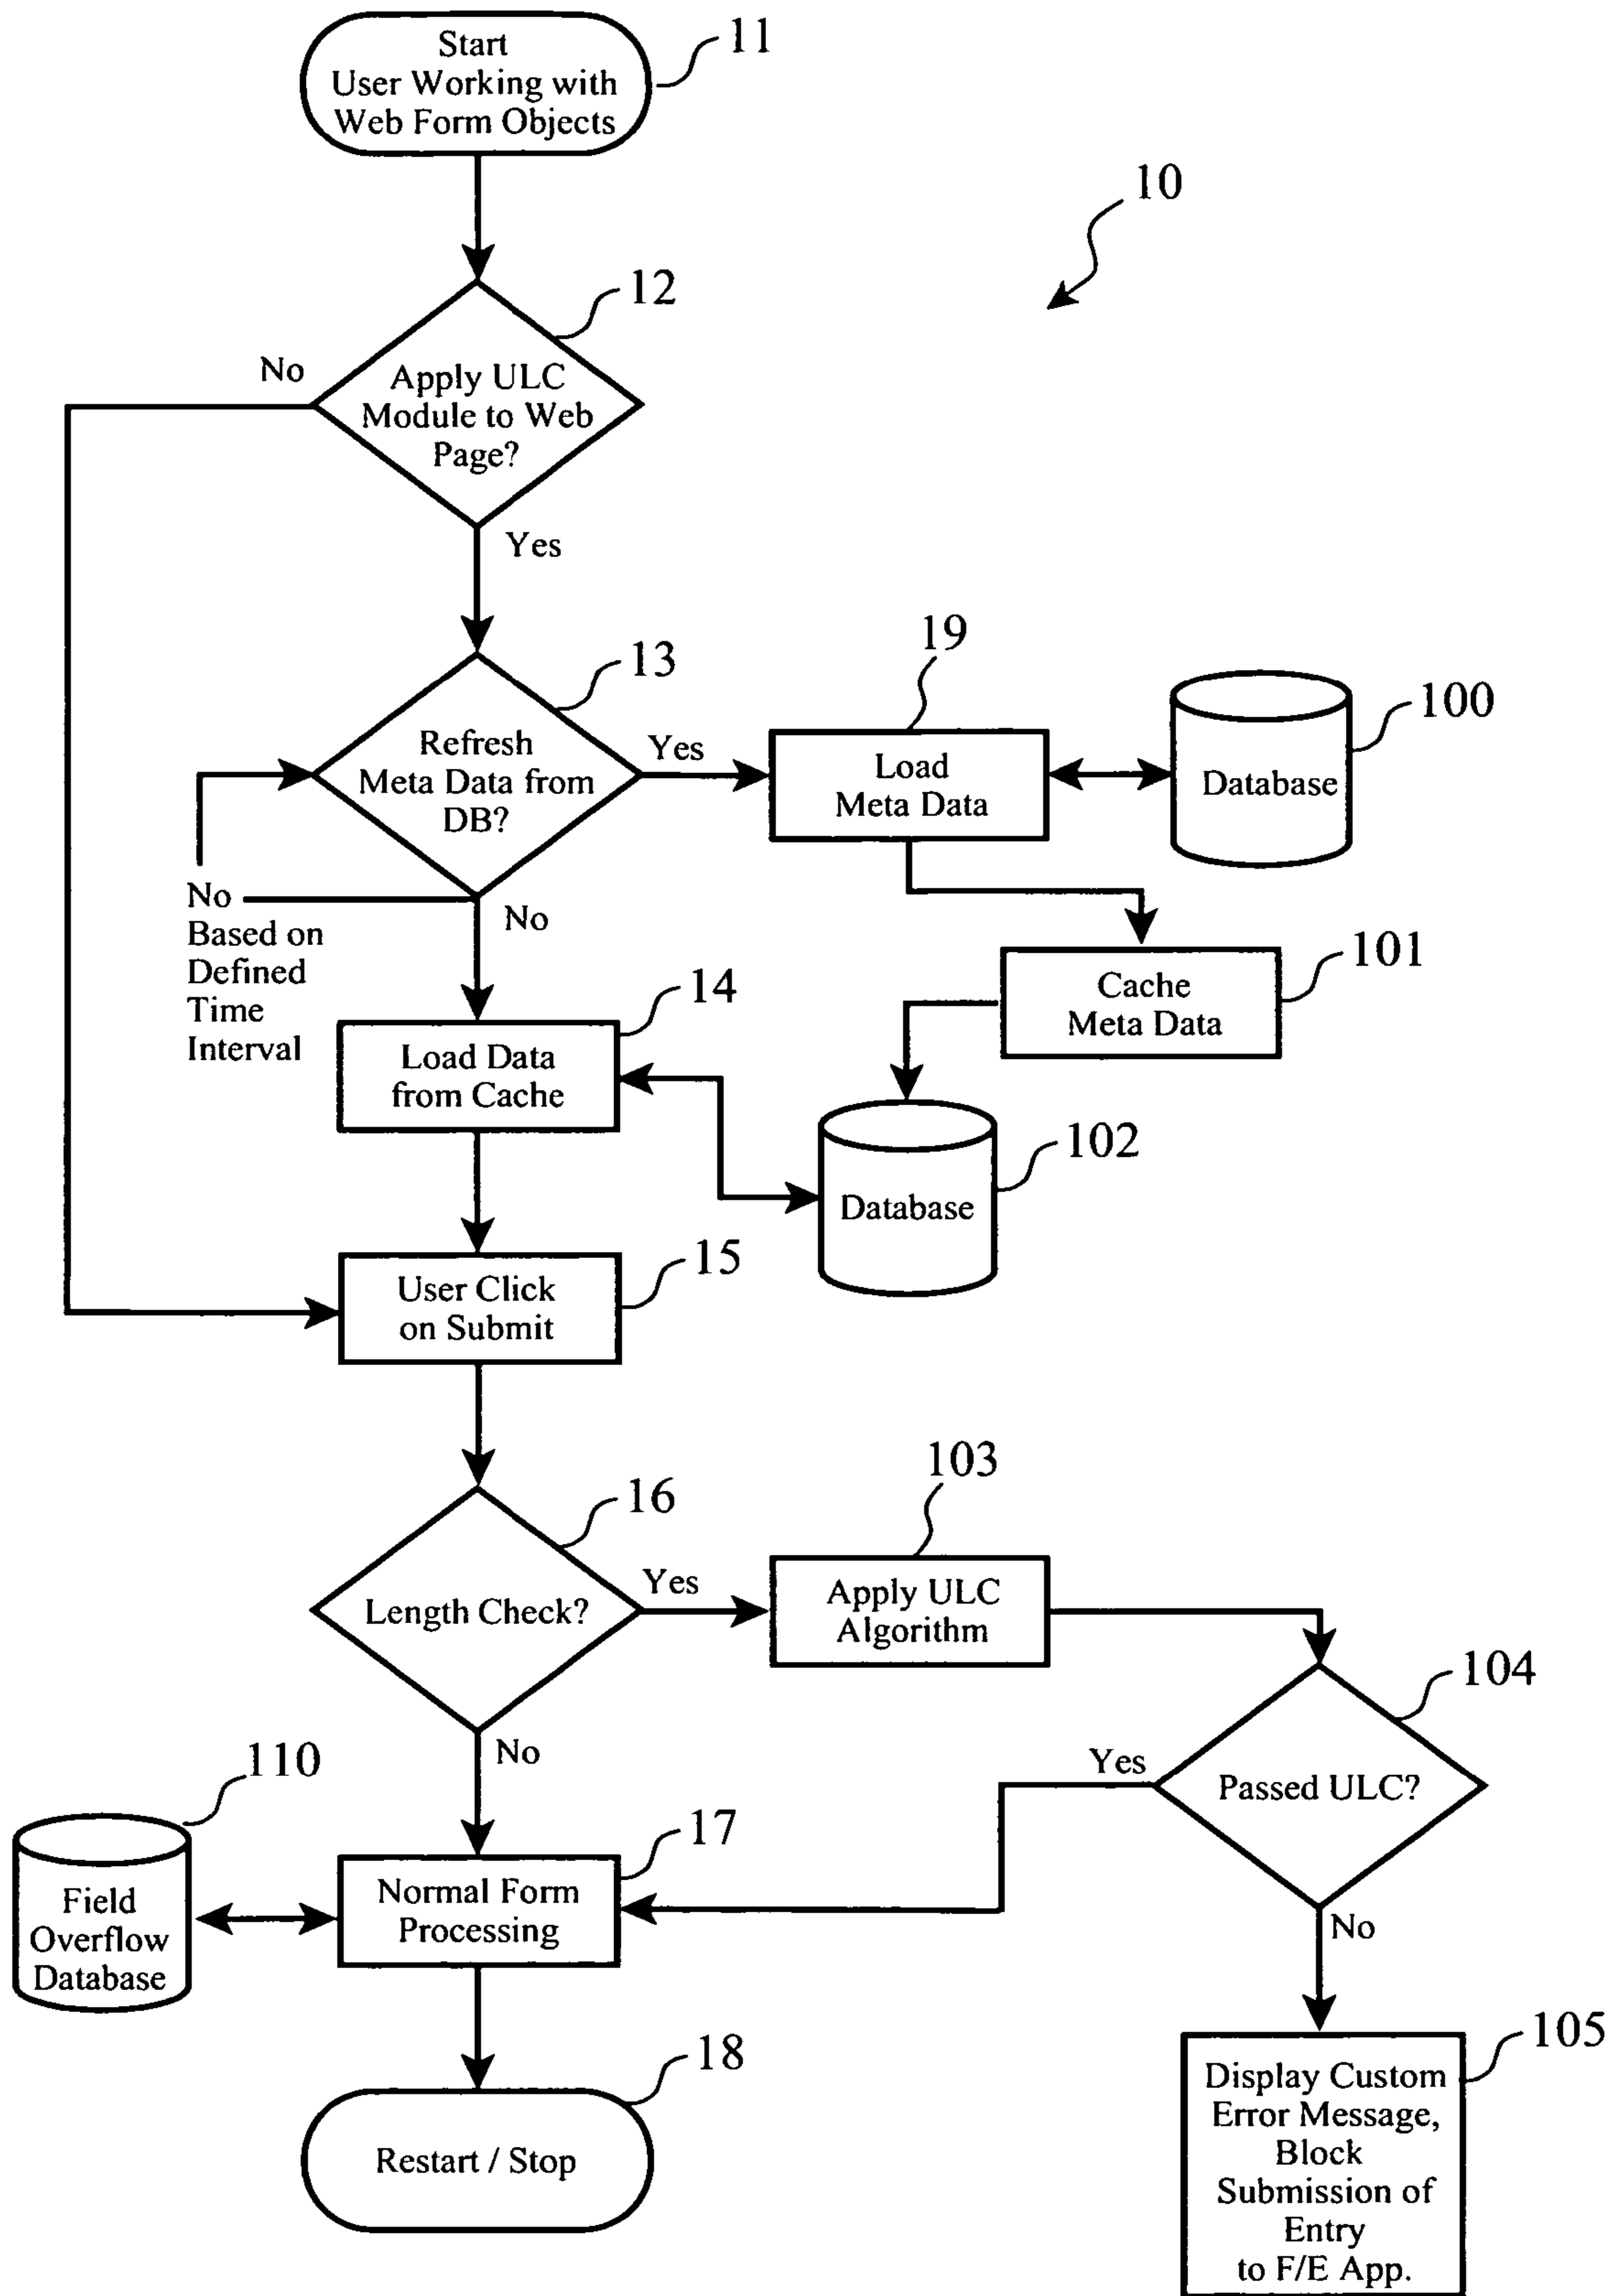 Start
User Working with
Web Form Objects
11
10
12
Apply ULC
Module to Web
Page?
No
Yes
13
Refresh
Meta Data from
DB?
Yes
19
Load
Meta Data
100
Database
No
Based on
Defined
Time
Interval
No
101
Cache
Meta Data
14
Load Data
from Cache
102
Database
15
User Click
on Submit
16
Length Check?
Yes
103
Apply ULC
Algorithm
104
Passed ULC?
Yes
No
No
110
Field
Overflow
Database
17
Normal Form
Processing
18
Restart / Stop
105
Display Custom
Error Message,
Block
Submission of
Entry
to F/E App.